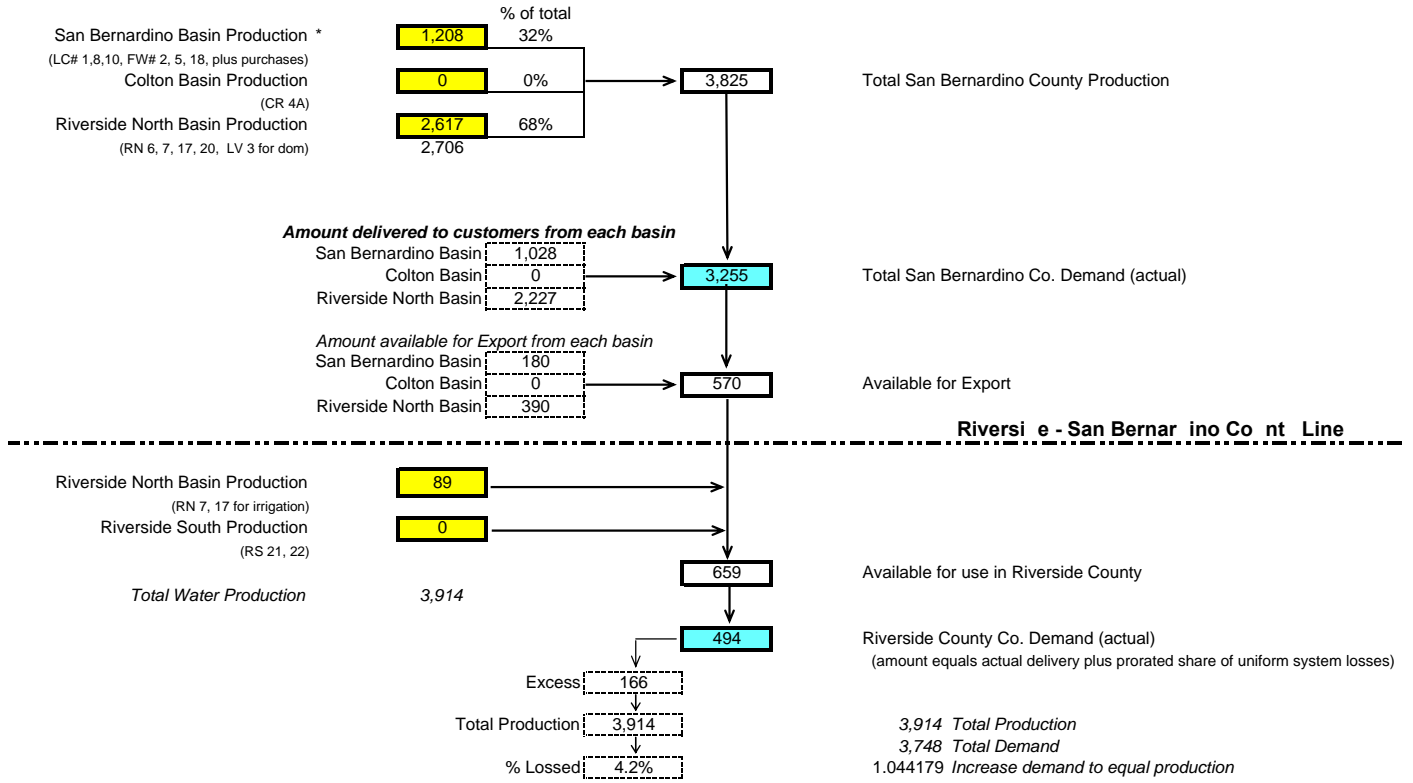 % of total
San Bernardino Basin Production * 1,208 32%
(LC# 1,8,10, FW# 2, 5, 18, plus purchases)
Colton Basin Production 0 0% 3,825 Total San Bernardino County Production
(CR 4A)
Riverside North Basin Production 2,617 68%
(RN 6, 7, 17, 20, LV 3 for dom) 2,706
Amount delivered to customers from each basin
San Bernardino Basin 1,028
Colton Basin 0 3,255 Total San Bernardino Co. Demand (actual)
Riverside North Basin 2,227
Amount available for Export from each basin
San Bernardino Basin 180
Colton Basin 0 570 Available for Export
Riverside North Basin 390
Riversi e - San Bernar ino Co nt Line
Riverside North Basin Production 89
(RN 7, 17 for irrigation)
Riverside South Production 0
(RS 21, 22)
659 Available for use in Riverside County
Total Water Production 3,914
494 Riverside County Co. Demand (actual)
(amount equals actual delivery plus prorated share of uniform system losses)
Excess 166
Total Production 3,914 3,914 Total Production
3,748 Total Demand
% Lossed 4.2% 1.044179 Increase demand to equal production